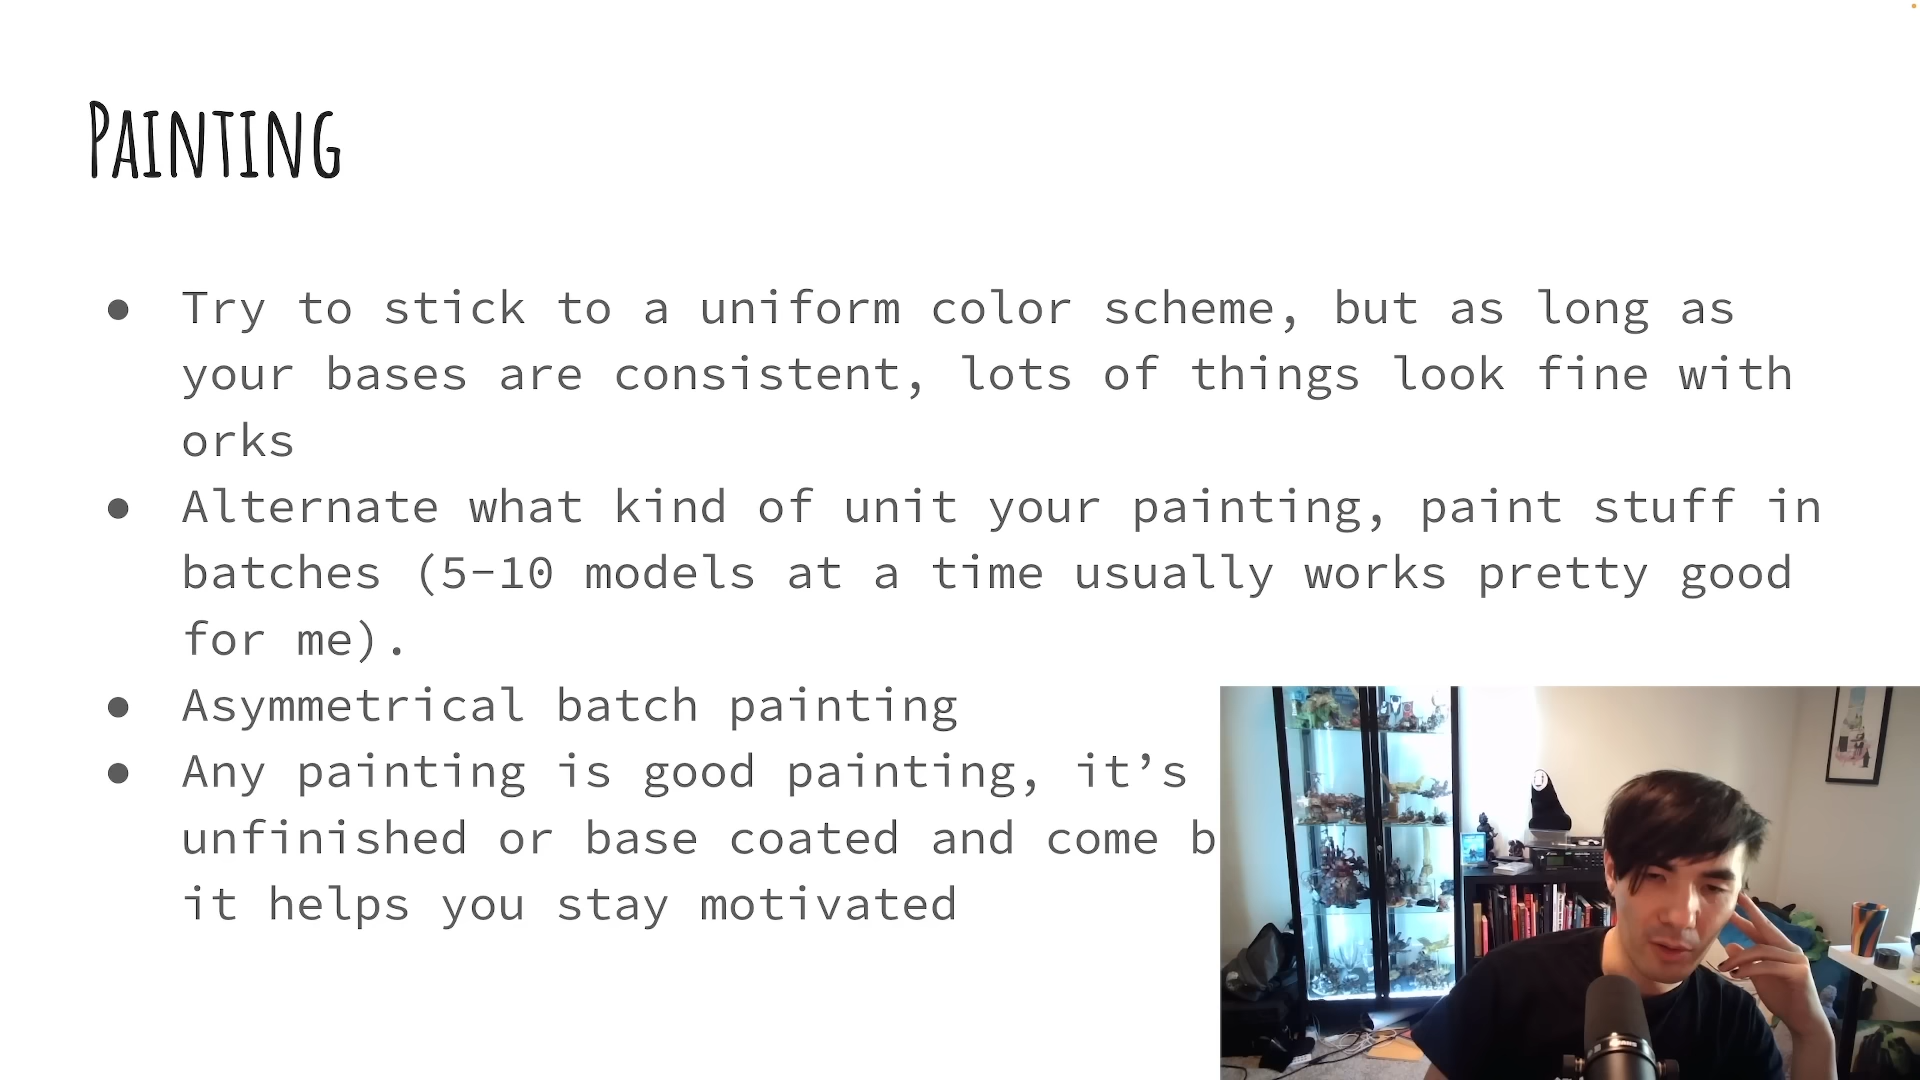 PAINTING
● Try to stick to a uniform color scheme, but as long as
your bases are consistent, lots of things look fine with
orks
● Alternate what kind of unit your painting, paint stuff in
batches (5-10 models at a time usually works pretty good
for me).
● Asymmetrical batch painting
● Any painting is good painting, it’s
unfinished or base coated and come b
it helps you stay motivated